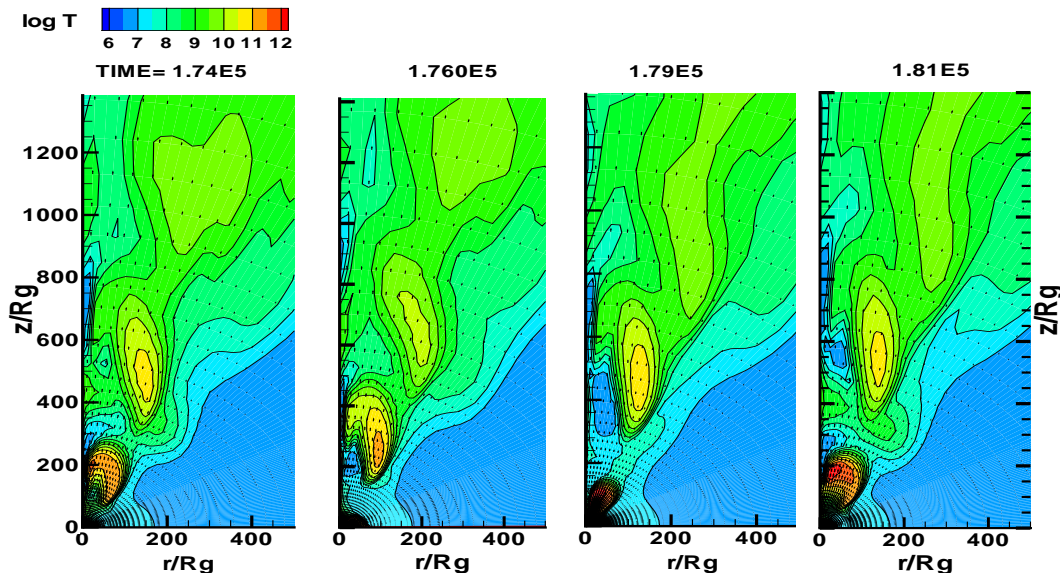 log T
6 7 8 9 10 11 12
TIME= 1.74E5 1.760E5 1.79E5 1.81E5
1200
1000
800
600
400
200
0
z/Rg
z/Rg
0 200 400 0 200 400 0 200 400 0 200 400
r/Rg r/Rg r/Rg r/Rg